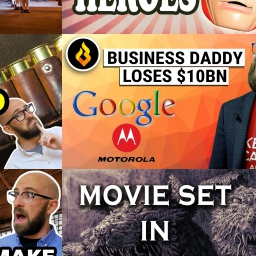 HEROES
BUSINESS DADDY
LOSES $10BN
Google
MOTOROLA
MOVIE SET
IN
MAKE